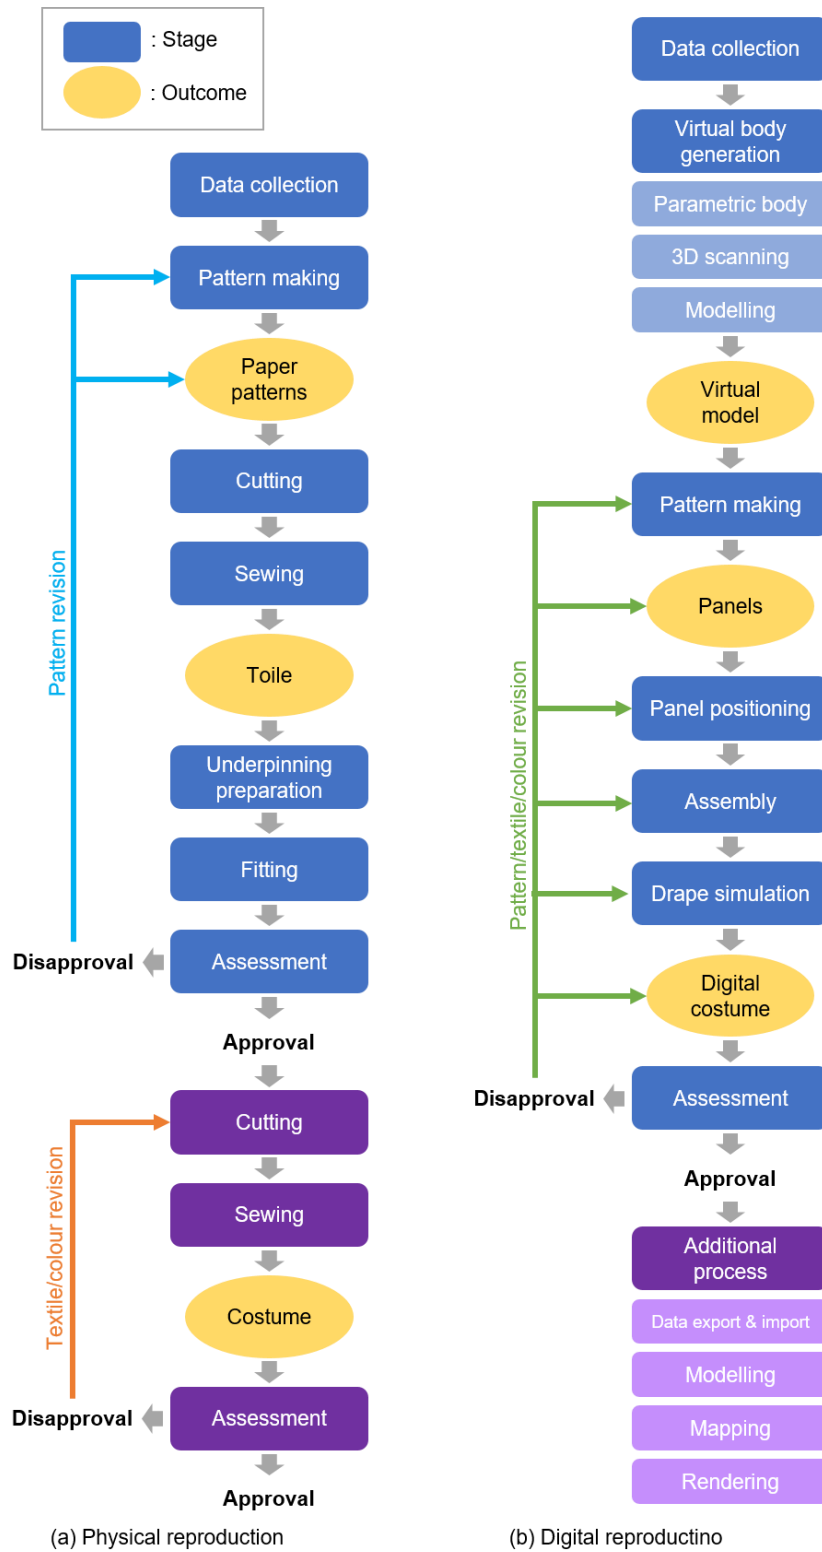 : Stage
: Outcome
Data collection
Pattern making
Paper
patterns
Cutting
Sewing
Toile
Underpinning
preparation
Fitting
Assessment
Disapproval
Approval
Cutting
Sewing
Costume
Assessment
Disapproval
Approval
Pattern revision
Textile/colour revision
(a) Physical reproduction
Data collection
Virtual body
generation
Parametric body
3D scanning
Modelling
Virtual
model
Pattern making
Panels
Panel positioning
Assembly
Drape simulation
Digital
costume
Assessment
Disapproval
Approval
Pattern/textile/colour revision
Additional
process
Data export & import
Modelling
Mapping
Rendering
(b) Digital reproductino